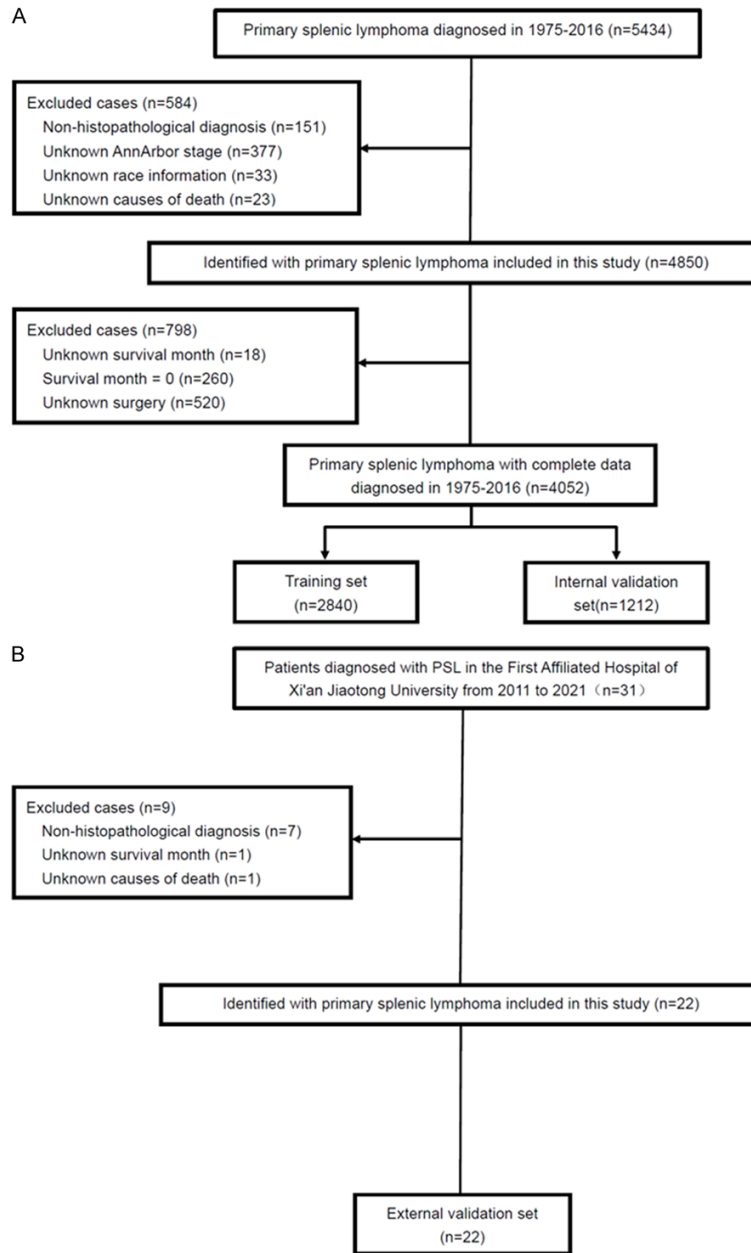 A
Primary splenic lymphoma diagnosed in 1975-2016 (n=5434)
Excluded cases (n=584)
Non-histopathological diagnosis (n=151)
Unknown AnnArbor stage (n=377)
Unknown race information (n=33)
Unknown causes of death (n=23)
Identified with primary splenic lymphoma included in this study (n=4850)
Excluded cases (n=798)
Unknown survival month (n=18)
Survival month = 0 (n=260)
Unknown surgery (n=520)
Primary splenic lymphoma with complete data
diagnosed in 1975-2016 (n=4052)
Training set
(n=2840)
Internal validation
set(n=1212)
B
Patients diagnosed with PSL in the First Affiliated Hospital of
Xi'an Jiaotong University from 2011 to 2021（n=31）
Excluded cases (n=9)
Non-histopathological diagnosis (n=7)
Unknown survival month (n=1)
Unknown causes of death (n=1)
Identified with primary splenic lymphoma included in this study (n=22)
External validation set
(n=22)